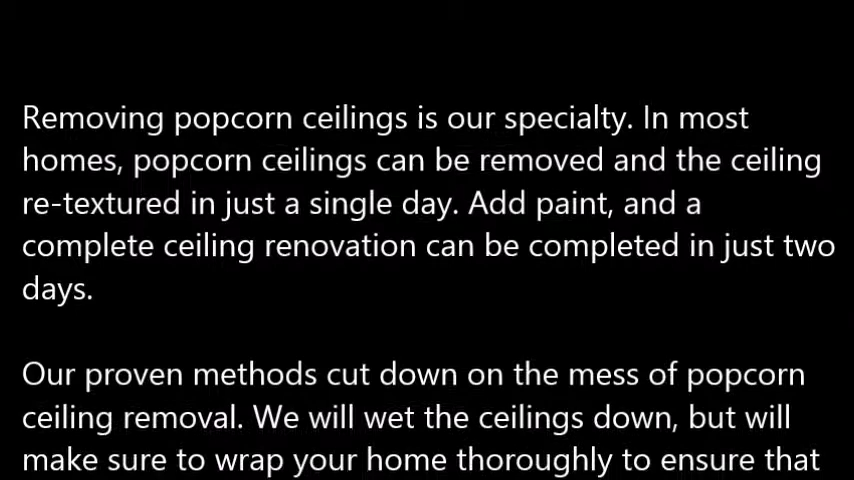 Removing popcorn ceilings is our specialty. In most
homes, popcorn ceilings can be removed and the ceiling
re-textured in just a single day. Add paint, and a
complete ceiling renovation can be completed in just two
days.
Our proven methods cut down on the mess of popcorn
ceiling removal. We will wet the ceilings down, but will
make sure to wrap your home thoroughly to ensure that